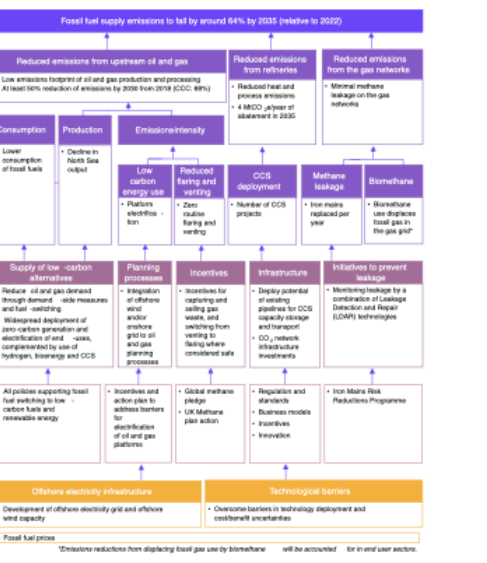 Fossil fuel supply emissions to fall by around 64% by 2035 (relative to 2022)
Reduced emissions from upstream oil and gas
Low emissions footprint of oil and gas production and processing
At least 50% reduction of emissions by 2030 from 2018 (CCC: 68%)
Reduced emissions
from refineries
• Reduced heat and
process emissions
• 4 MtCO2e/year of
abatement in 2035
Reduced emissions
from the gas networks
• Minimal methane
leakage on the gas
networks
Consumption
Lower
consumption
of fossil fuels
Production
• Decline in
North Sea
output
Emissions intensity
Low
carbon
energy use
• Platform
electrifica -
tion
Reduced
flaring and
venting
• Zero
routine
flaring and
venting
CCS
deployment
• Number of CCS
projects
Methane
leakage
• Iron mains
replaced per
year
Biomethane
• Biomethane
use displaces
fossil gas in
the gas grid*
Supply of low -carbon
alternatives
Reduce oil and gas demand
through demand -side measures
and fuel -switching
Widespread deployment of
zero-carbon generation and
electrification of end -uses,
complemented by use of
hydrogen, bioenergy and CCS
Planning
processes
• Integration
of offshore
wind
and/or
onshore
grid to oil
and gas
planning
processes
Incentives
• Incentives for
capturing and
selling gas
waste, and
switching from
venting to
flaring where
considered safe
Infrastructure
• Deploy potential
of existing
pipelines for CCS
capacity storage
and transport
• CO2 network
infrastructure
investments
Initiatives to prevent
leakage
• Monitoring leakage by a
combination of Leakage
Detection and Repair
(LDAR) technologies
All policies supporting fossil
fuel switching to low -
carbon fuels and
renewable energy
• Incentives and
action plan to
address barriers
for
electrification
of oil and gas
platforms
• Global methane
pledge
• UK Methane
plan action
• Regulation and
standards
• Business models
• Incentives
• Innovation
• Iron Mains Risk
Reductions Programme
Offshore electricity infrastructure
Development of offshore electricity grid and offshore
wind capacity
Technological barriers
• Overcome barriers in technology deployment and
cost/benefit uncertainties
Fossil fuel prices
*Emissions reductions from displacing fossil gas use by biomethane will be accounted for in end user sectors.